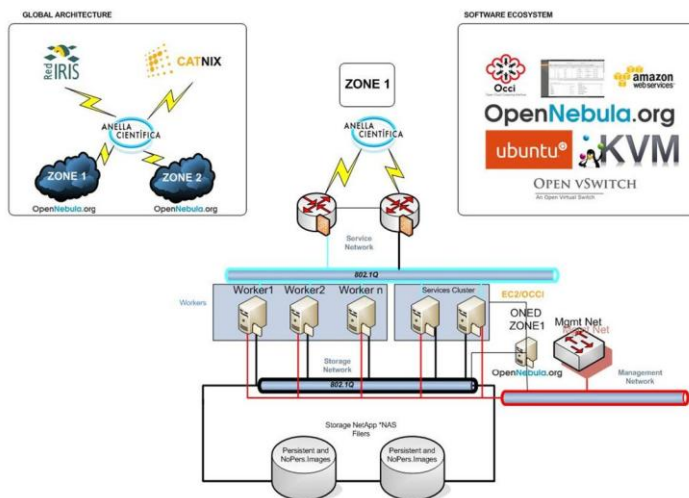 GLOBAL ARCHITECTURE
Red IRIS
CATNIX
ANELLA
CIENTÍFICA
ZONE 1
ZONE 2
OpenNebula.org
OpenNebula.org
ZONE 1
ANELLA
CIENTÍFICA
SOFTWARE ECOSYSTEM
Occi
amazon
webservices
OpenNebula.org
ubuntu
KVM
OPEN VSWITCH
An Open Virtual Switch
Service
Network
802.1Q
Workers
Worker1
Worker2
Worker n
Services Cluster
EC2/OCCI
ONED
ZONE1
OpenNebula.org
Mgmt Net
Management
Network
Storage
Network
802.1Q
Storage NetApp *NAS
Filers
Persistent and
NoPers.Images
Persistent and
NoPers.Images